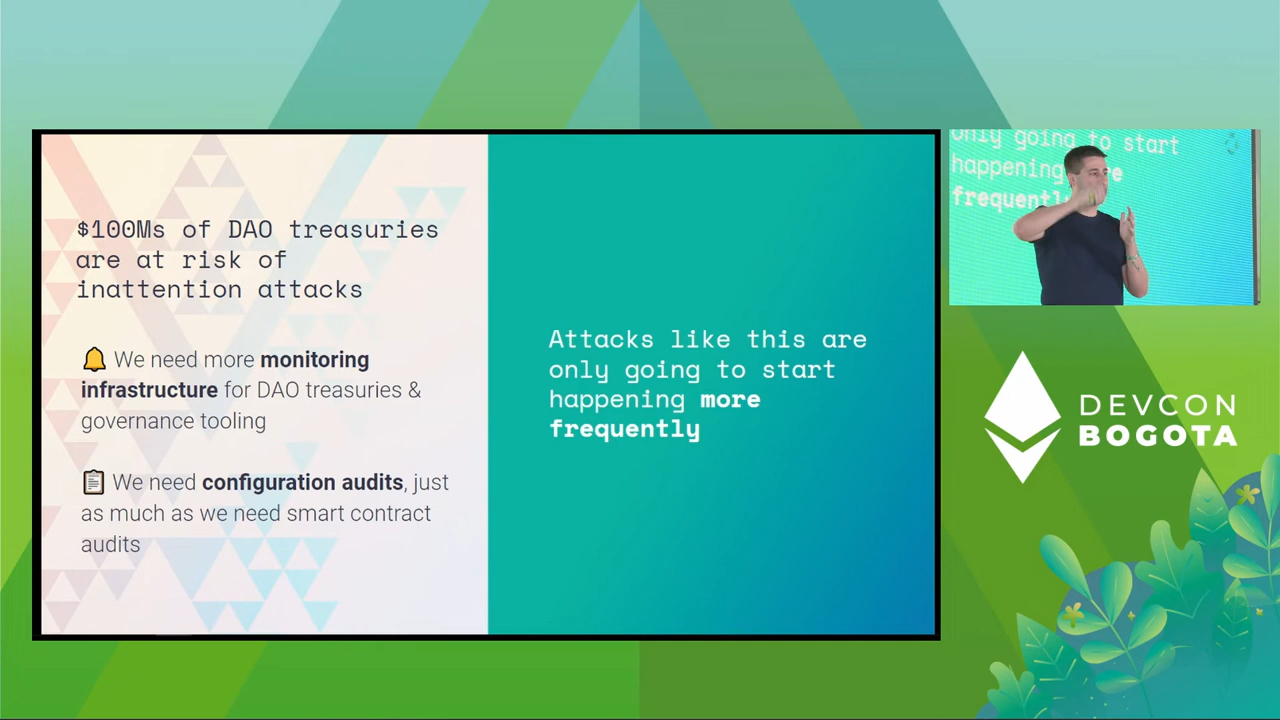 $100Ms of DAO treasuries
are at risk of
inattention attacks
We need more monitoring
infrastructure for DAO treasuries &
governance tooling
We need configuration audits, just
as much as we need smart contract
audits
Attacks like this are
only going to start
happening more
frequently
only going to start
happening
frequently
DEVCON
BOGOTA